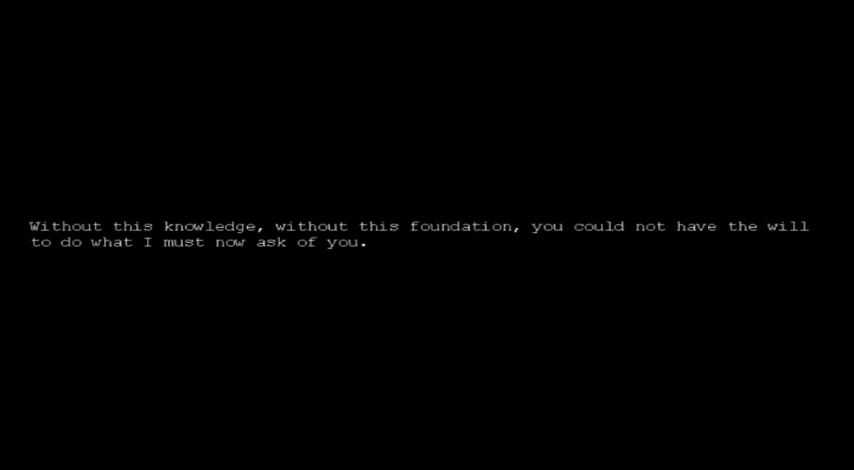 Without this knowledge, without this foundation, you could not have the will
to do what I must now ask of you.